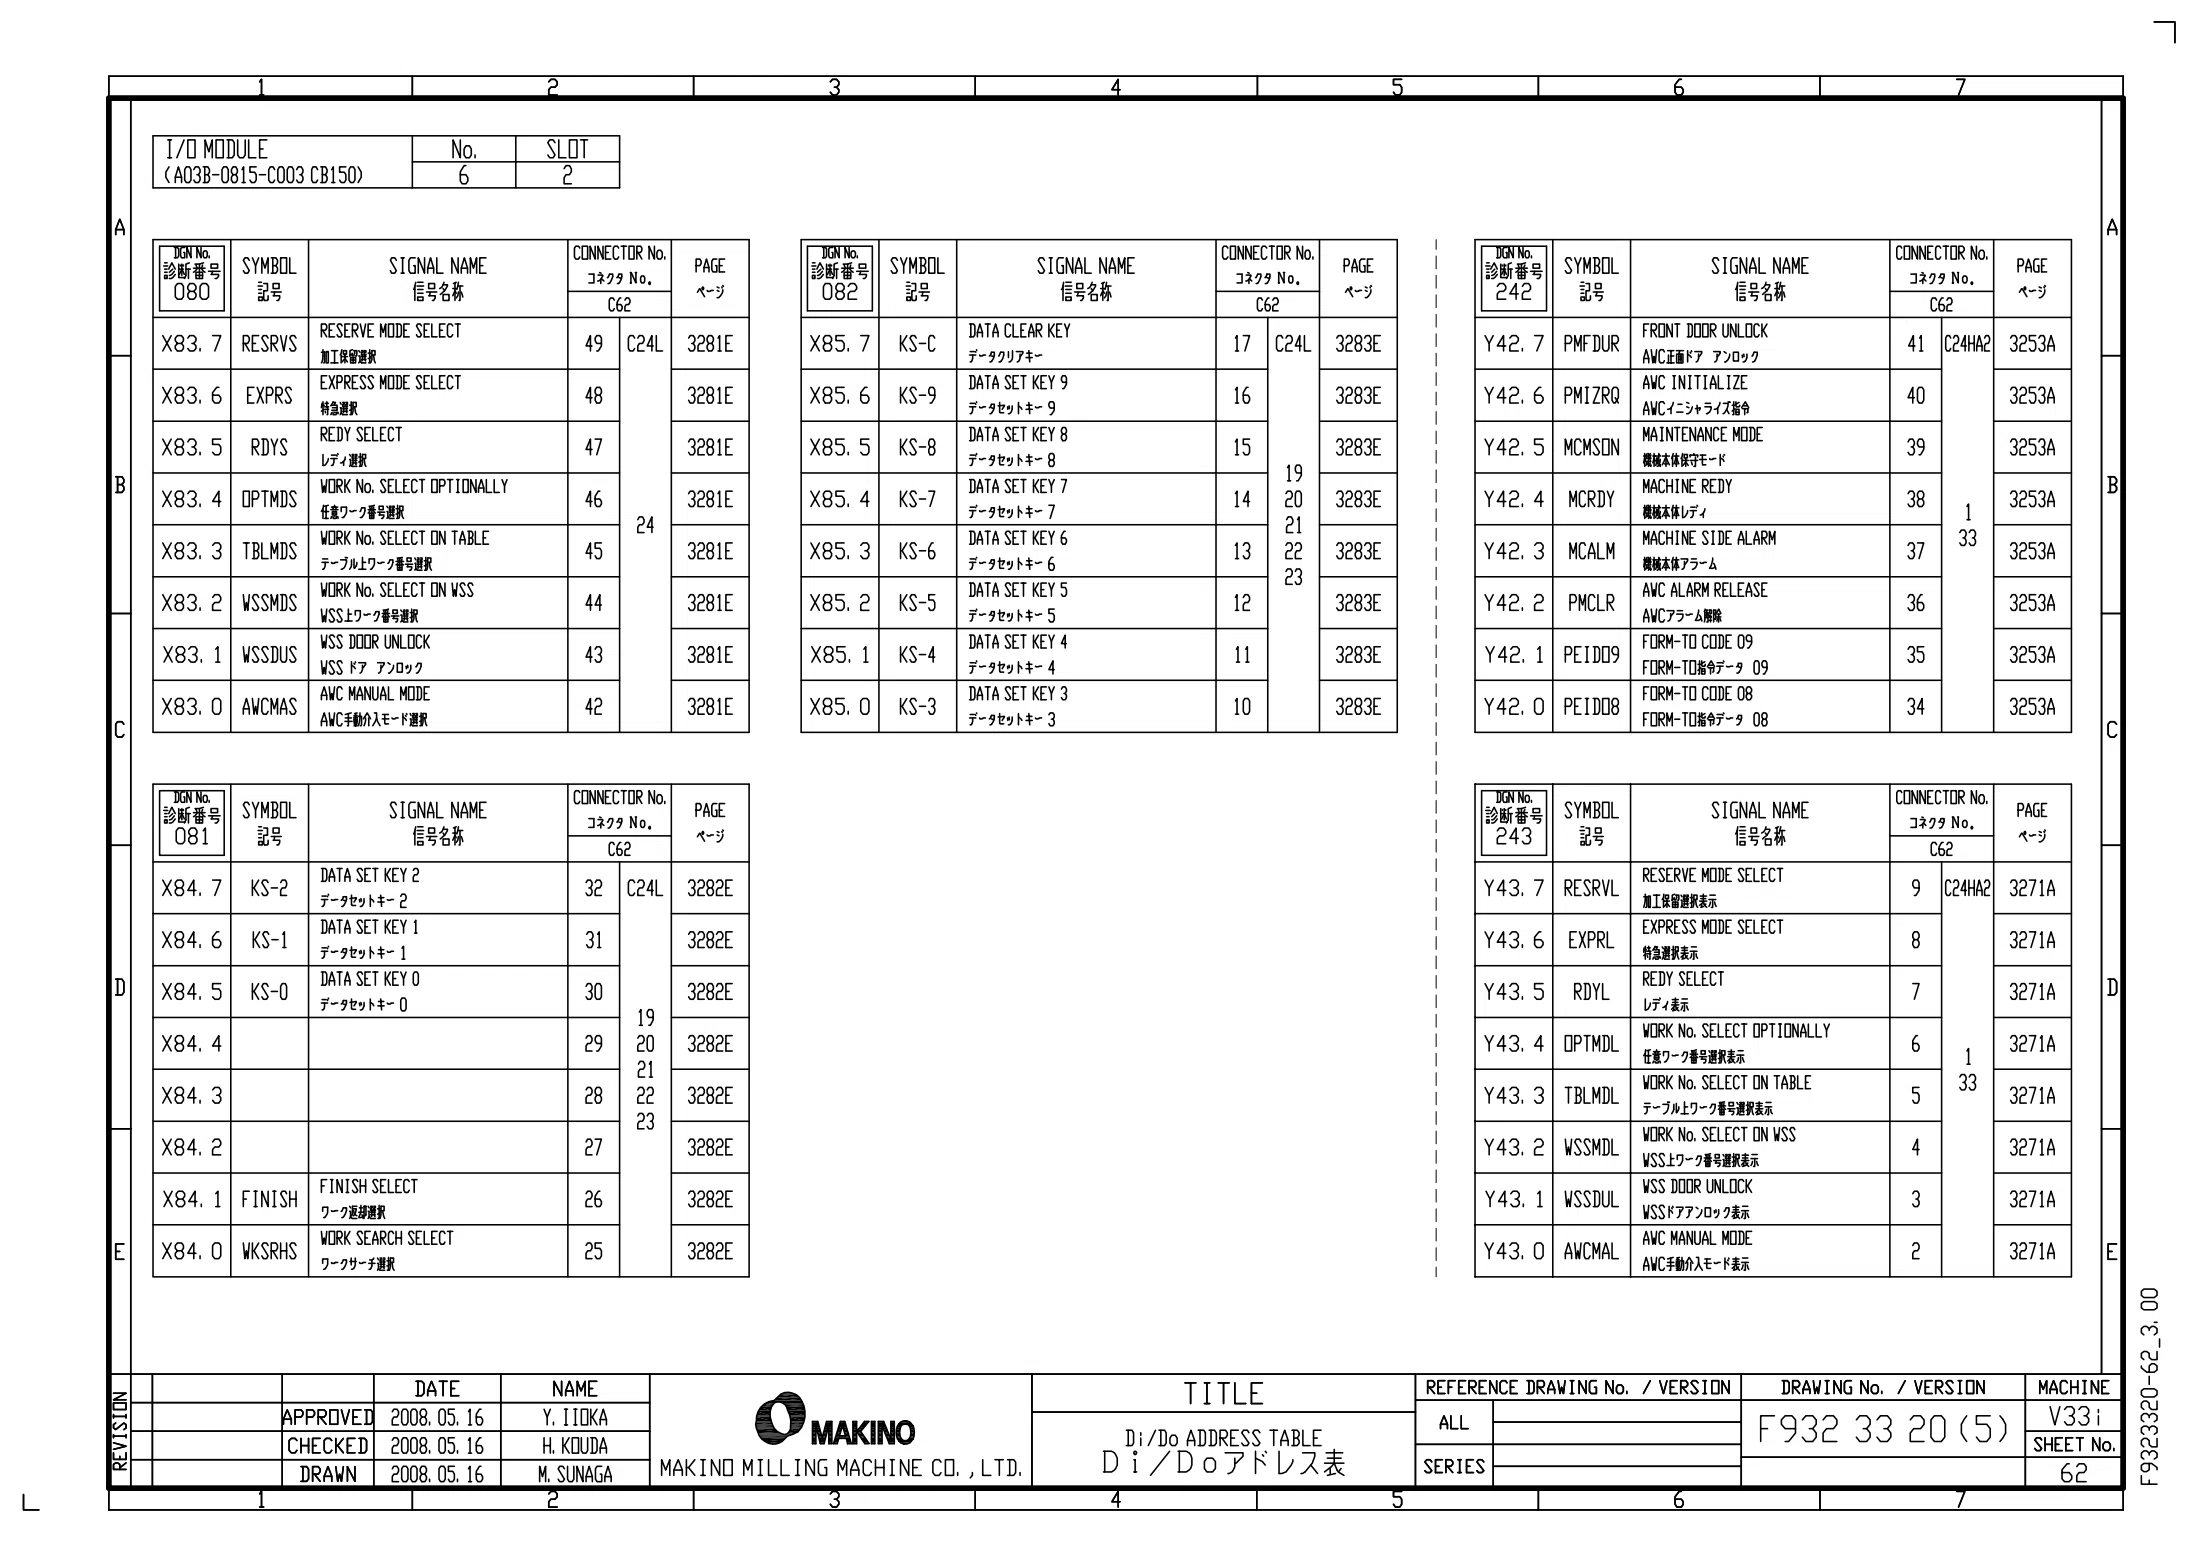 1 2 3 4 5 6 7
I/O MODULE No. SLOT
(A03B-0815-C003 CB150) 6 2
A
B
C
D
E
DGN No. 診断番号 080 SYMBOL 記号 SIGNAL NAME 信号名称 CONNECTOR No. コネクタ No. C62 PAGE ページ
X83. 7 RESRVS RESERVE MODE SELECT 49 C24L 3281E
加工保留選択
X83. 6 EXPRS EXPRESS MODE SELECT 48 3281E
特急選択
X83. 5 RDYS REDY SELECT 47 3281E
レディ選択
X83. 4 OPTMDS WORK No. SELECT OPTIONALLY 46 3281E
任意ワーク番号選択
24
X83. 3 TBLMDS WORK No. SELECT ON TABLE 45 3281E
テーブル上ワーク番号選択
X83. 2 WSSMDS WORK No. SELECT ON WSS 44 3281E
WSS上ワーク番号選択
X83. 1 WSSDUS WSS DOOR UNLOCK 43 3281E
WSS ドア アンロック
X83. 0 AWCMAS AWC MANUAL MODE 42 3281E
AWC手動介入モード選択
DGN No. 診断番号 082 SYMBOL 記号 SIGNAL NAME 信号名称 CONNECTOR No. コネクタ No. C62 PAGE ページ
X85. 7 KS-C DATA CLEAR KEY 17 C24L 3283E
データクリアキー
X85. 6 KS-9 DATA SET KEY 9 16 3283E
データセットキー 9
X85. 5 KS-8 DATA SET KEY 8 15 3283E
データセットキー 8
19
X85. 4 KS-7 DATA SET KEY 7 14 20 3283E
データセットキー 7
21
X85. 3 KS-6 DATA SET KEY 6 13 22 3283E
データセットキー 6
23
X85. 2 KS-5 DATA SET KEY 5 12 3283E
データセットキー 5
X85. 1 KS-4 DATA SET KEY 4 11 3283E
データセットキー 4
X85. 0 KS-3 DATA SET KEY 3 10 3283E
データセットキー 3
DGN No. 診断番号 242 SYMBOL 記号 SIGNAL NAME 信号名称 CONNECTOR No. コネクタ No. C62 PAGE ページ
Y42. 7 PMFDUR FRONT DOOR UNLOCK 41 C24HA2 3253A
AWC正面ドア アンロック
Y42. 6 PMIZRQ AWC INITIALIZE 40 3253A
AWCイニシャライズ指令
Y42. 5 MCMSON MAINTENANCE MODE 39 3253A
機械本体保守モード
Y42. 4 MCRDY MACHINE REDY 38 3253A
機械本体レディ
1
33
Y42. 3 MCALM MACHINE SIDE ALARM 37 3253A
機械本体アラーム
Y42. 2 PMCLR AWC ALARM RELEASE 36 3253A
AWCアラーム解除
Y42. 1 PEIDO9 FORM-TO CODE 09 35 3253A
FORM-TO指令データ 09
Y42. 0 PEIDO8 FORM-TO CODE 08 34 3253A
FORM-TO指令データ 08
DGN No. 診断番号 081 SYMBOL 記号 SIGNAL NAME 信号名称 CONNECTOR No. コネクタ No. C62 PAGE ページ
X84. 7 KS-2 DATA SET KEY 2 32 C24L 3282E
データセットキー 2
X84. 6 KS-1 DATA SET KEY 1 31 3282E
データセットキー 1
X84. 5 KS-0 DATA SET KEY 0 30 3282E
データセットキー 0
19
X84. 4 29 20 3282E
21
X84. 3 28 22 3282E
23
X84. 2 27 3282E
X84. 1 FINISH FINISH SELECT 26 3282E
ワーク返却選択
X84. 0 WKSRHS WORK SEARCH SELECT 25 3282E
ワークサーチ選択
DGN No. 診断番号 243 SYMBOL 記号 SIGNAL NAME 信号名称 CONNECTOR No. コネクタ No. C62 PAGE ページ
Y43. 7 RESRVL RESERVE MODE SELECT 9 C24HA2 3271A
加工保留選択表示
Y43. 6 EXPRL EXPRESS MODE SELECT 8 3271A
特急選択表示
Y43. 5 RDYL REDY SELECT 7 3271A
レディ表示
Y43. 4 OPTMDL WORK No. SELECT OPTIONALLY 6 3271A
任意ワーク番号選択表示
1
33
Y43. 3 TBLMDL WORK No. SELECT ON TABLE 5 3271A
テーブル上ワーク番号選択表示
Y43. 2 WSSMDL WORK No. SELECT ON WSS 4 3271A
WSS上ワーク番号選択表示
Y43. 1 WSSDUL WSS DOOR UNLOCK 3 3271A
WSSドアアンロック表示
Y43. 0 AWCMAL AWC MANUAL MODE 2 3271A
AWC手動介入モード表示
A
B
C
D
E
REVISION
DATE NAME
APPROVED 2008. 05. 16 Y. IIOKA
CHECKED 2008. 05. 16 H. KOUDA
DRAWN 2008. 05. 16 M. SUNAGA
MAKINO
MAKINO MILLING MACHINE CO. ,LTD.
TITLE
Di/Do ADDRESS TABLE
Di/Doアドレス表
REFERENCE DRAWING No. / VERSION
ALL
SERIES
DRAWING No. / VERSION
F932 33 20 (5)
MACHINE
V33i
SHEET No.
62
1 2 3 4 5 6 7
F9323320-62_3. 00